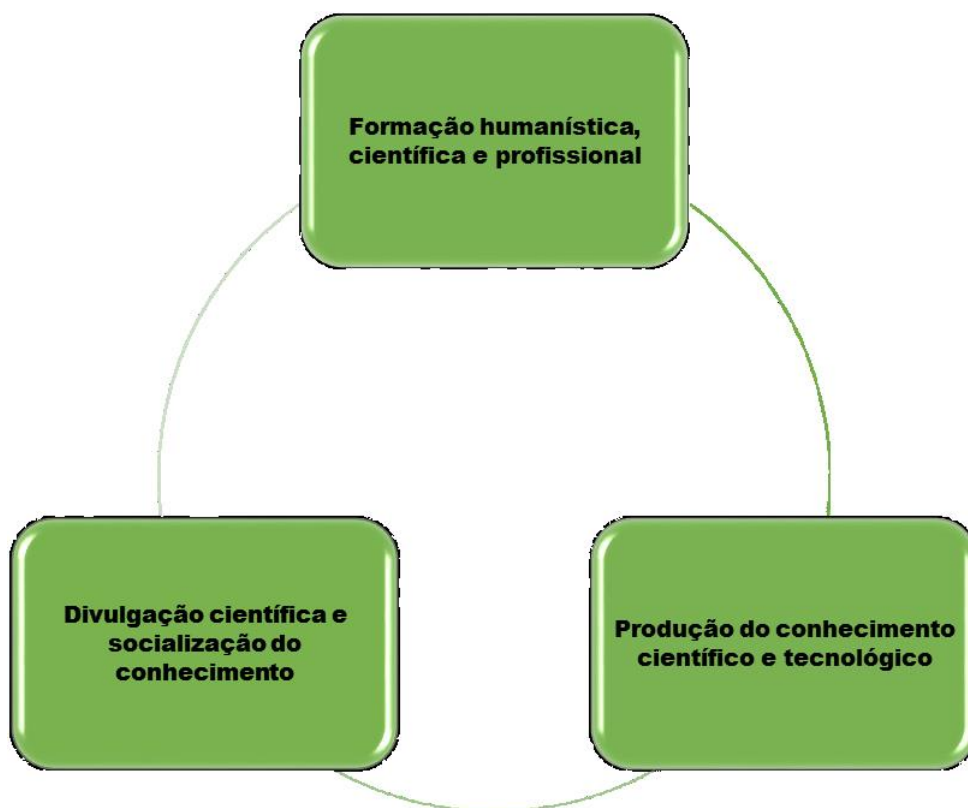 Formação humanística,
científica e profissional
Divulgação científica e
socialização do
conhecimento
Produção do conhecimento
científico e tecnológico